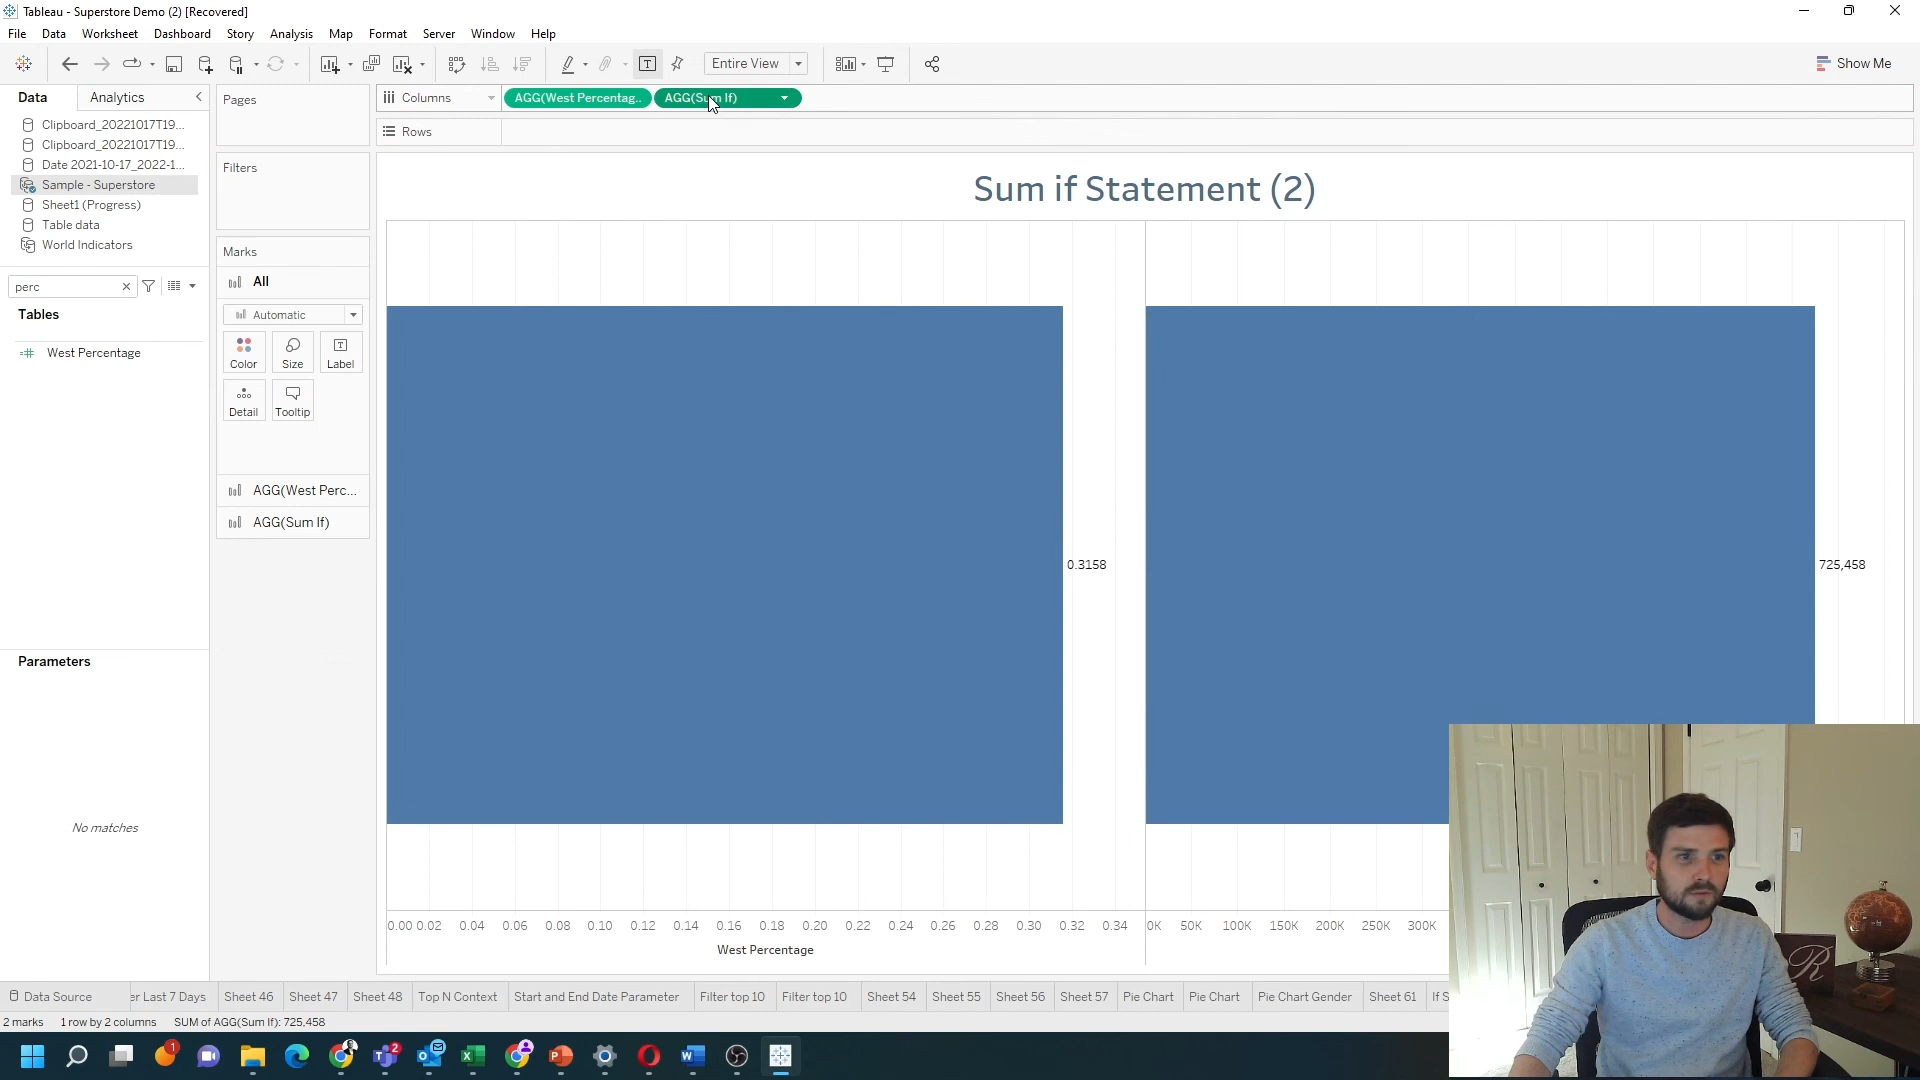 Tableau - Superstore Demo (2) [Recovered]
File Data Worksheet Dashboard Story Analysis Map Format Server Window Help
Entire View
Show Me
Data Analytics
Clipboard_20221017T19...
Clipboard_20221017T19...
Date 2021-10-17_2022-1...
Sample - Superstore
Sheet1 (Progress)
Table data
World Indicators
perc
Tables
West Percentage
Parameters
No matches
Pages
Filters
Marks
All
Automatic
Color Size Label
Detail Tooltip
AGG(West Perc...
AGG(Sum If)
Columns AGG(West Percentag.. AGG(Sum If)
Rows
Sum if Statement (2)
0.3158 725,458
0.00 0.02 0.04 0.06 0.08 0.10 0.12 0.14 0.16 0.18 0.20 0.22 0.24 0.26 0.28 0.30 0.32 0.34 0K 50K 100K 150K 200K 250K 300K
West Percentage
Data Source er Last 7 Days Sheet 46 Sheet 47 Sheet 48 Top N Context Start and End Date Parameter Filter top 10 Filter top 10 Sheet 54 Sheet 55 Sheet 56 Sheet 57 Pie Chart Pie Chart Pie Chart Gender Sheet 61 If S
2 marks 1 row by 2 columns SUM of AGG(Sum If): 725,458
1 2
R